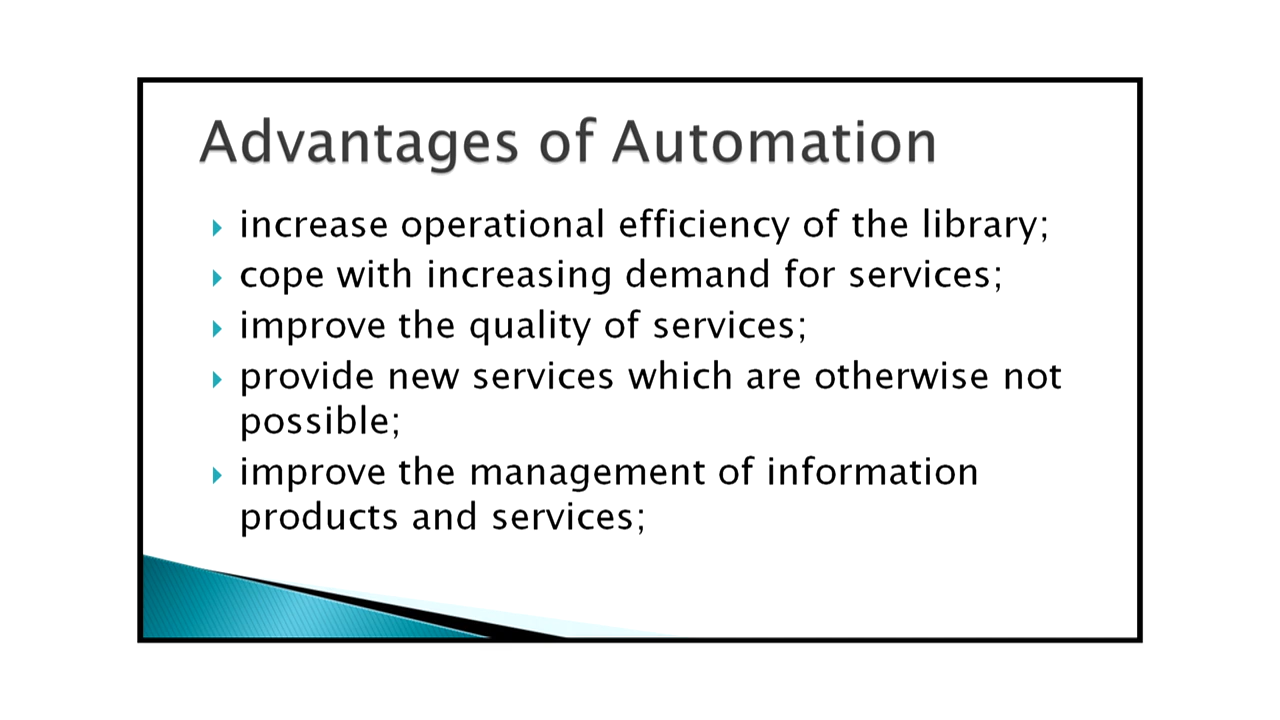 Advantages of Automation
increase operational efficiency of the library;
cope with increasing demand for services;
improve the quality of services;
provide new services which are otherwise not
possible;
improve the management of information
products and services;